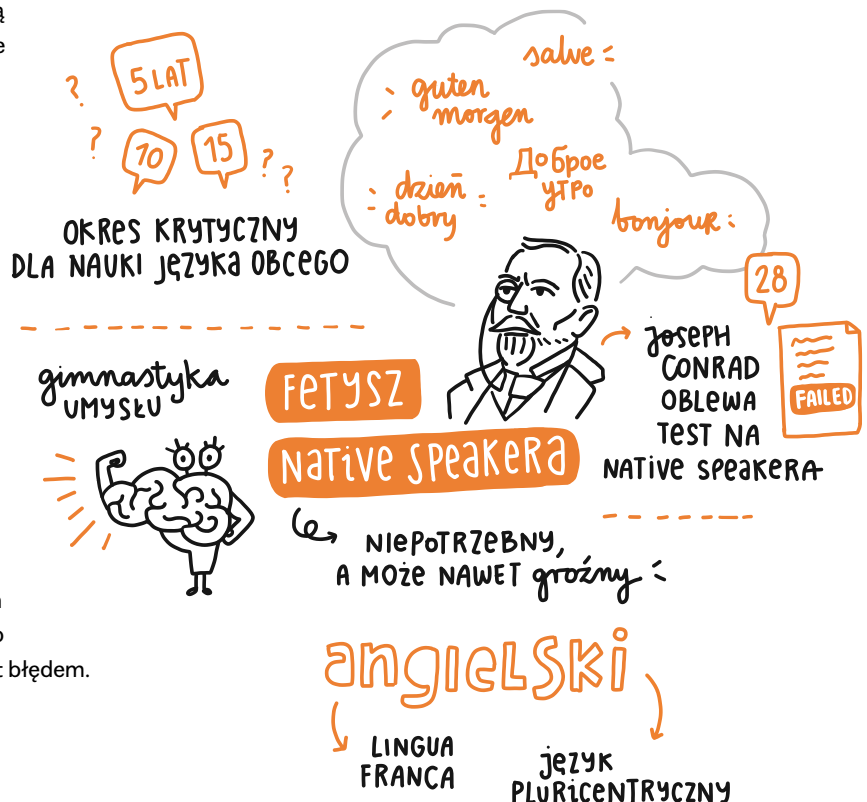 ą
e
5 LAT
10
15
? ? ? ?
OKRES KRYTYCZNY
DLA NAUKI JĘZYKA OBCEGO
salve
guten
morgen
dzień
dobry
Доброе
утро
bonjour
28
FAILED
JOSEPH
CONRAD
OBLEWA
TEST NA
NATIVE SPEAKERA
gimnastyka
UMYSŁU
FETYSZ
NATIVE SPEAKERA
NIEPOTRZEBNY,
A MOŻE NAWET groźny
o
t błędem.
angielski
LINGUA
FRANCA
JĘZYK
PLURICENTRYCZNY